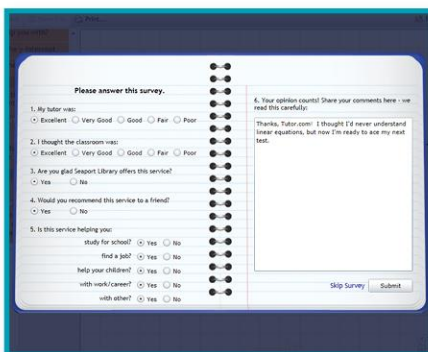 Please answer this survey.
1. My tutor was:
Excellent Very Good Good Fair Poor
2. I thought the classroom was:
Excellent Very Good Good Fair Poor
3. Are you glad Seaport Library offers this service?
Yes No
4. Would you recommend this service to a friend?
Yes No
5. Is this service helping you:
study for school? Yes No
find a job? Yes No
help your children? Yes No
with work/career? Yes No
with other? Yes No
6. Your opinion counts! Share your comments here - we
read this carefully:
Thanks, Tutor.com! I thought I'd never understand
linear equations, but now I'm ready to ace my next
test.
Skip Survey Submit